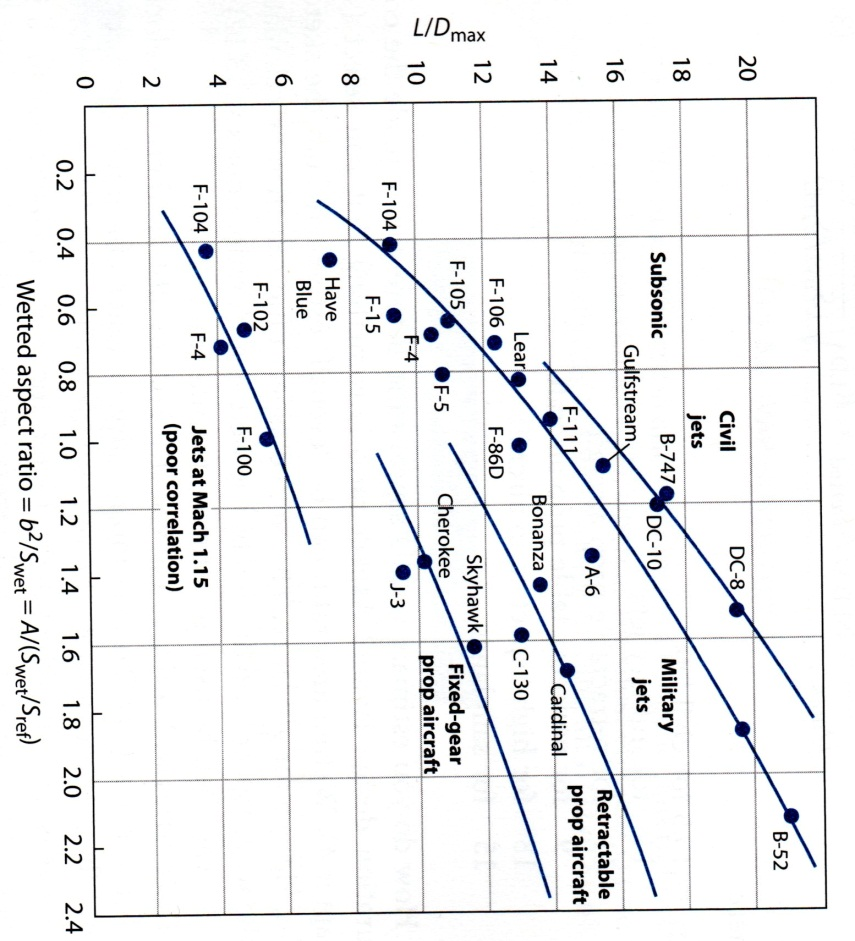 L/Dmax
20
18
16
14
12
10
8
6
4
2
0
0.2
0.4
0.6
0.8
1.0
1.2
1.4
1.6
1.8
2.0
2.2
2.4
Wetted aspect ratio = b²/Swet = A/(Swet/Sref)
Subsonic
Civil
jets
Military
jets
Retractable
prop aircraft
Fixed-gear
prop aircraft
Jets at Mach 1.15
(poor correlation)
DC-8
B-747
DC-10
Gulfstream
B-52
F-111
A-6
Lear
F-106
F-86D
F-105
F-4
F-5
F-15
F-104
Have
Blue
Bonanza
Cardinal
C-130
Skyhawk
Cherokee
J-3
F-104
F-102
F-4
F-100